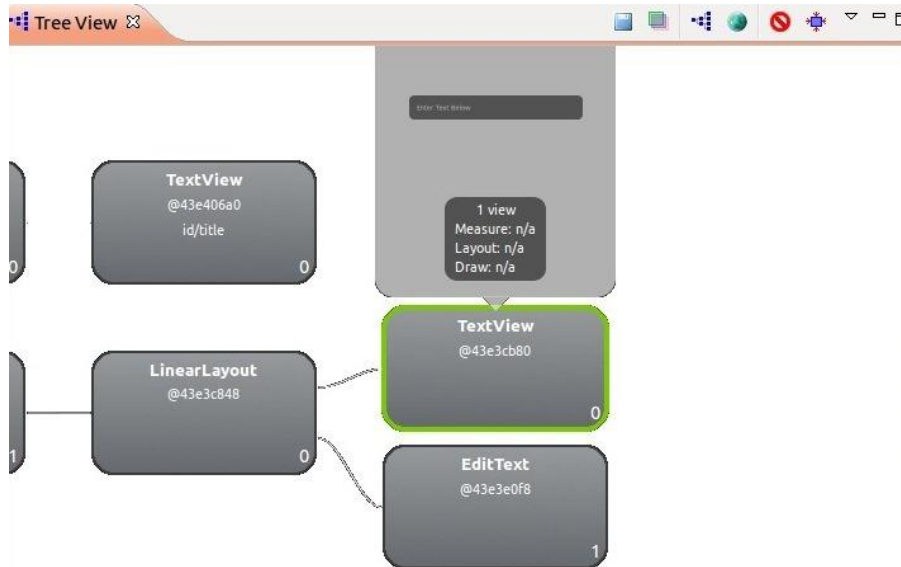 Tree View
Enter Text Below
TextView
@43e406a0
id/title
0
0
1 view
Measure: n/a
Layout: n/a
Draw: n/a
TextView
@43e3cb80
0
LinearLayout
@43e3c848
0
1
EditText
@43e3e0f8
1